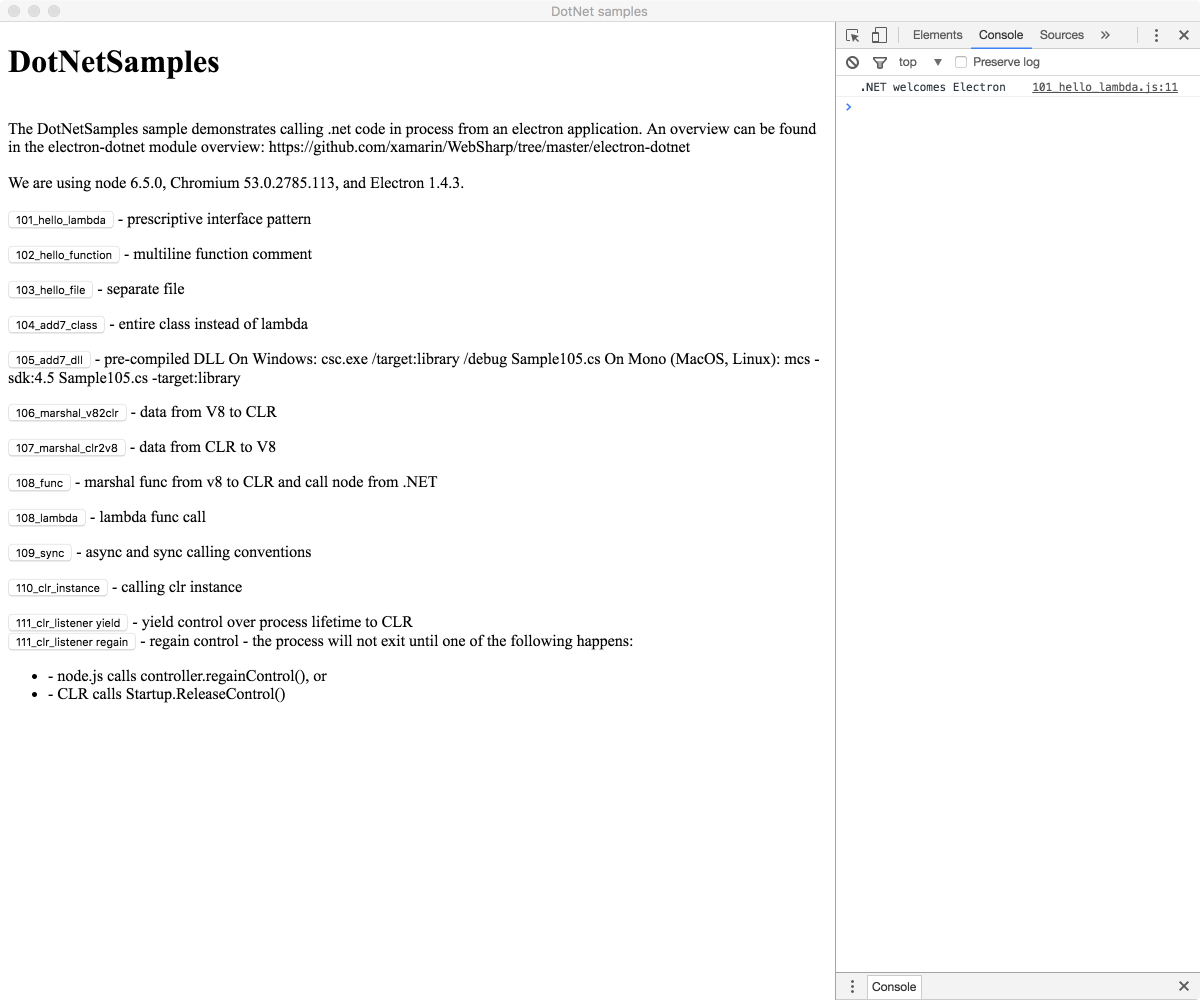 DotNet samples
DotNetSamples
The DotNetSamples sample demonstrates calling .net code in process from an electron application. An overview can be found
in the electron-dotnet module overview: https://github.com/xamarin/WebSharp/tree/master/electron-dotnet
We are using node 6.5.0, Chromium 53.0.2785.113, and Electron 1.4.3.
101_hello_lambda - prescriptive interface pattern
102_hello_function - multiline function comment
103_hello_file - separate file
104_add7_class - entire class instead of lambda
105_add7_dll - pre-compiled DLL On Windows: csc.exe /target:library /debug Sample105.cs On Mono (MacOS, Linux): mcs -
sdk:4.5 Sample105.cs -target:library
106_marshal_v82clr - data from V8 to CLR
107_marshal_clr2v8 - data from CLR to V8
108_func - marshal func from v8 to CLR and call node from .NET
108_lambda - lambda func call
109_sync - async and sync calling conventions
110_clr_instance - calling clr instance
111_clr_listener yield - yield control over process lifetime to CLR
111_clr_listener regain - regain control - the process will not exit until one of the following happens:
• - node.js calls controller.regainControl(), or
• - CLR calls Startup.ReleaseControl()
Elements Console Sources »
top ▼ Preserve log
.NET welcomes Electron 101_hello_lambda.js:11
>
Console